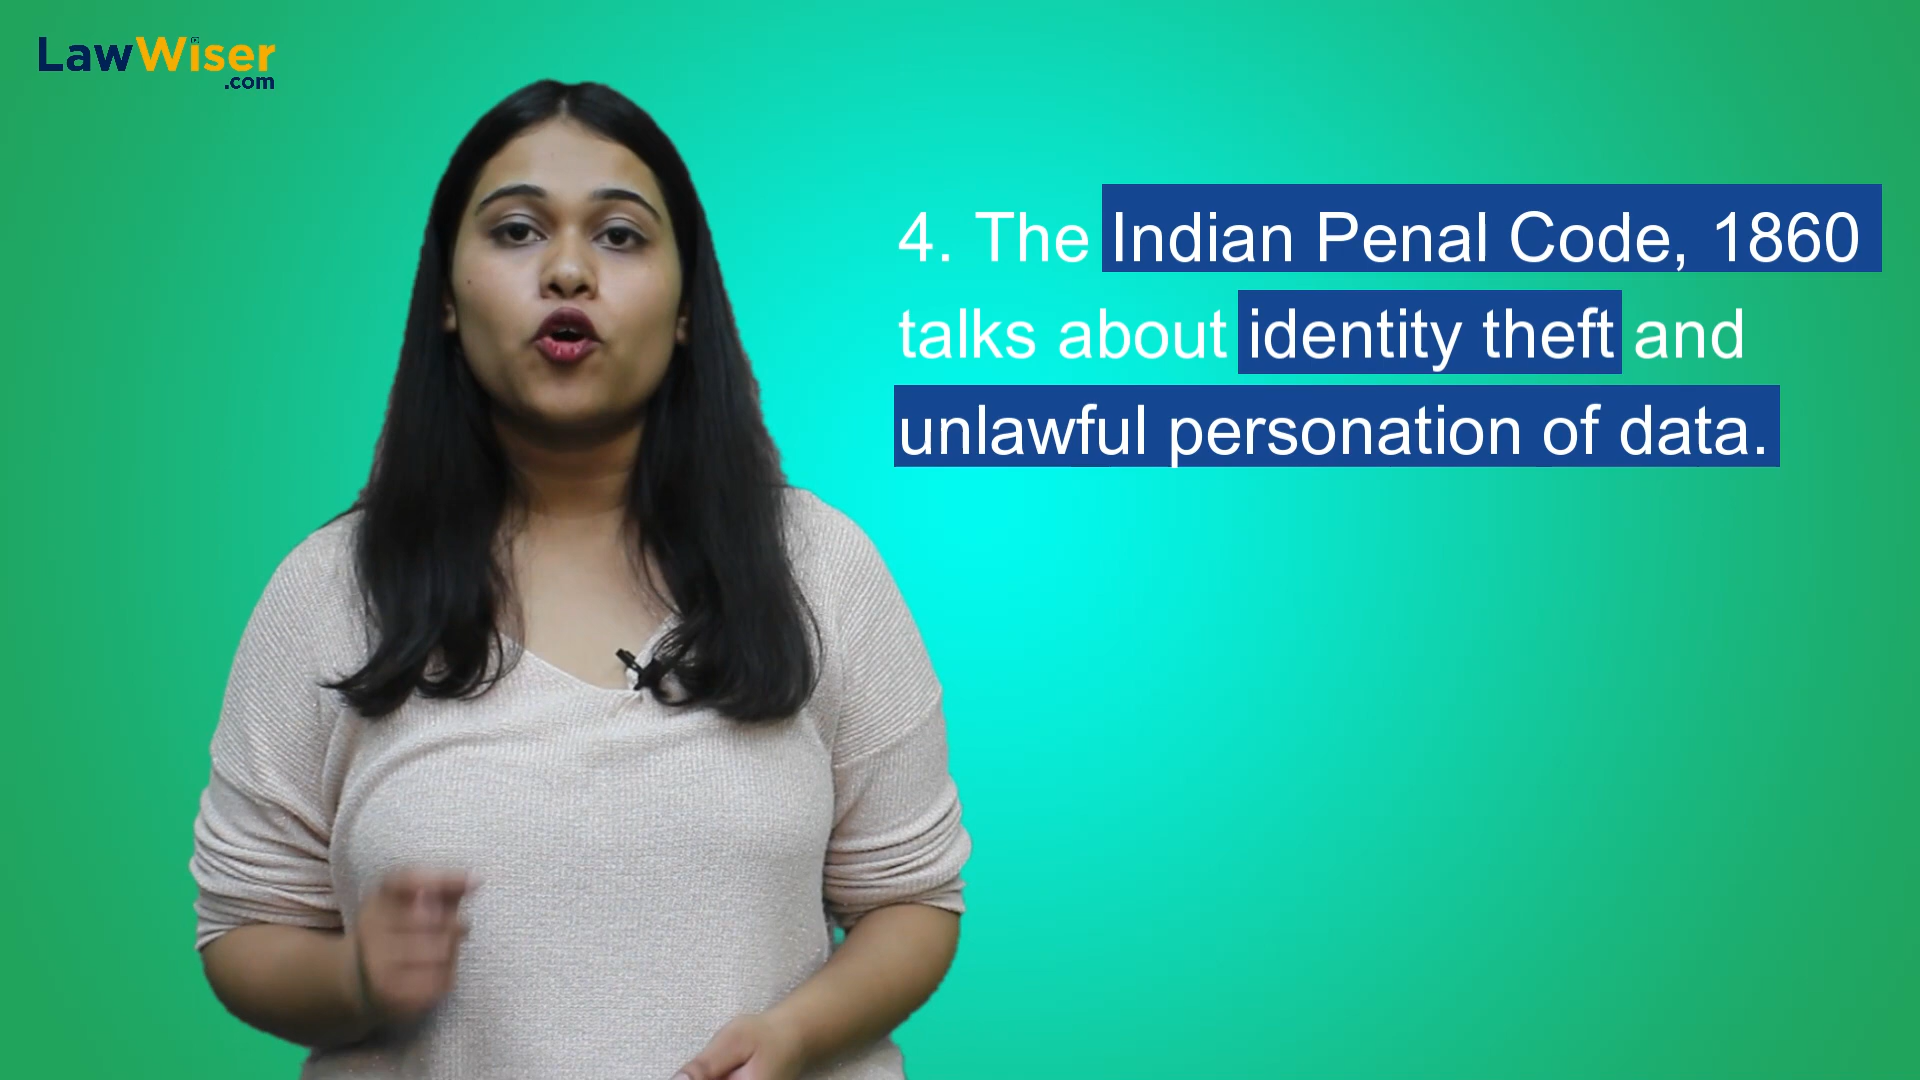 LawWiser
.com
4. The Indian Penal Code, 1860
talks about identity theft and
unlawful personation of data.